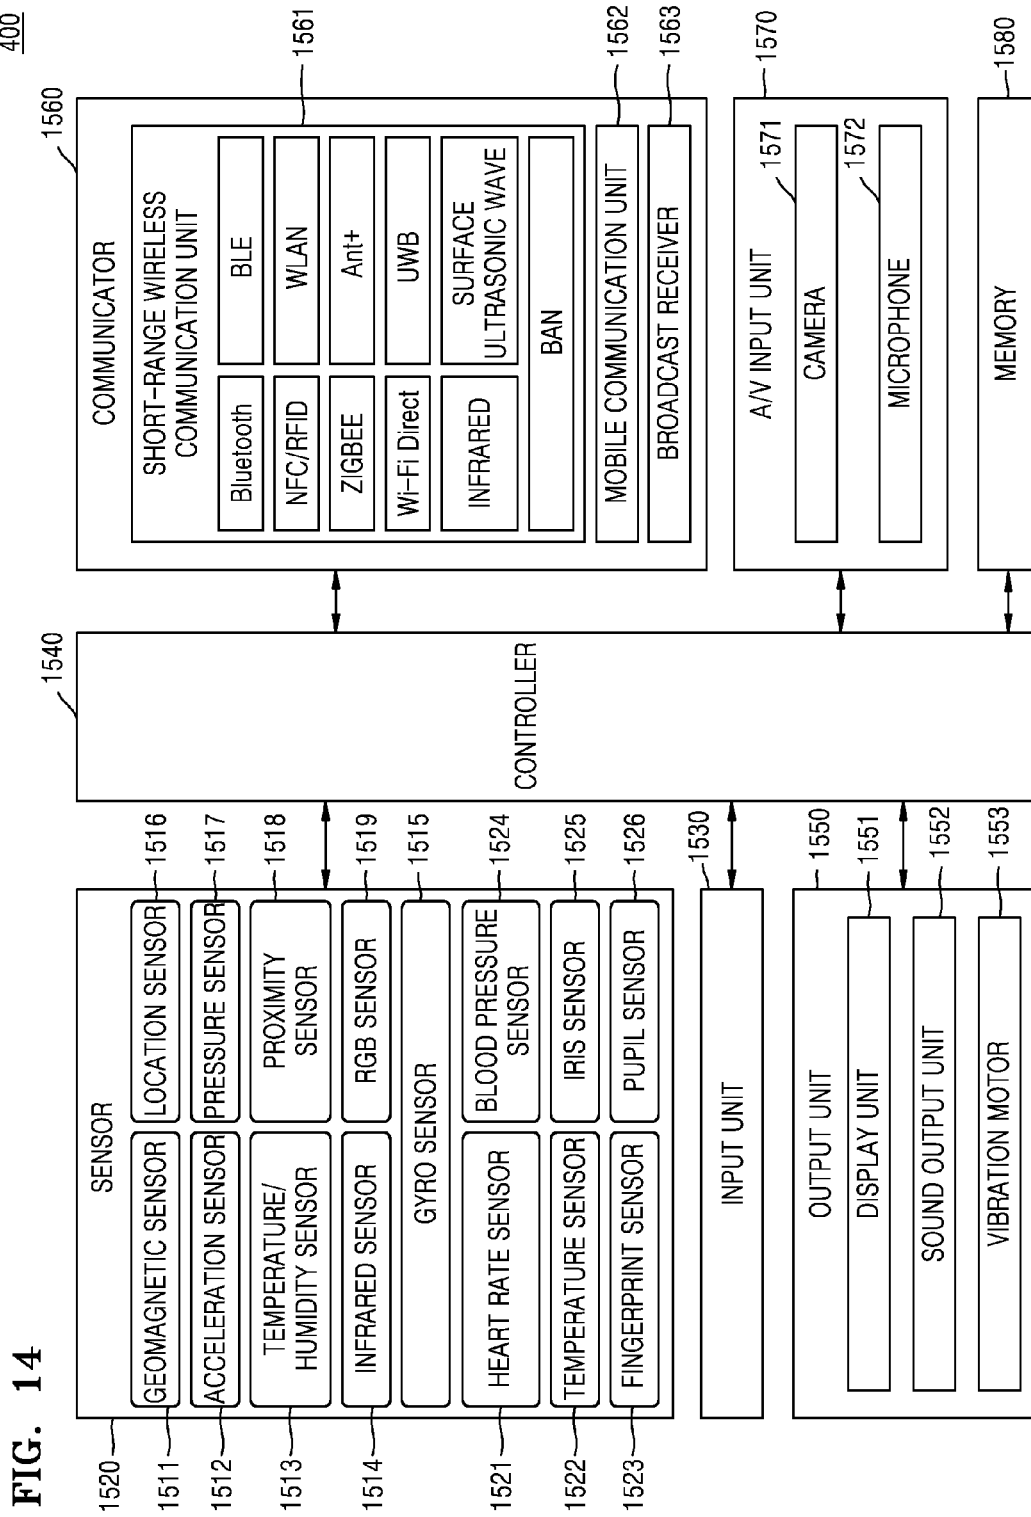 FIG. 14
400
1520
SENSOR
1511
GEOMAGNETIC SENSOR
LOCATION SENSOR
1516
1512
ACCELERATION SENSOR
PRESSURE SENSOR
1517
1513
TEMPERATURE/
HUMIDITY SENSOR
PROXIMITY
SENSOR
1518
1514
INFRARED SENSOR
RGB SENSOR
1519
GYRO SENSOR
1515
1521
HEART RATE SENSOR
BLOOD PRESSURE
SENSOR
1524
1522
TEMPERATURE SENSOR
IRIS SENSOR
1525
1523
FINGERPRINT SENSOR
PUPIL SENSOR
1526
1530
INPUT UNIT
1550
OUTPUT UNIT
1551
DISPLAY UNIT
1552
SOUND OUTPUT UNIT
1553
VIBRATION MOTOR
1540
CONTROLLER
1560
COMMUNICATOR
SHORT-RANGE WIRELESS
COMMUNICATION UNIT
1561
Bluetooth
BLE
NFC/RFID
WLAN
ZIGBEE
Ant+
Wi-Fi Direct
UWB
INFRARED
SURFACE
ULTRASONIC WAVE
BAN
MOBILE COMMUNICATION UNIT
1562
BROADCAST RECEIVER
1563
1570
A/V INPUT UNIT
1571
CAMERA
1572
MICROPHONE
1580
MEMORY